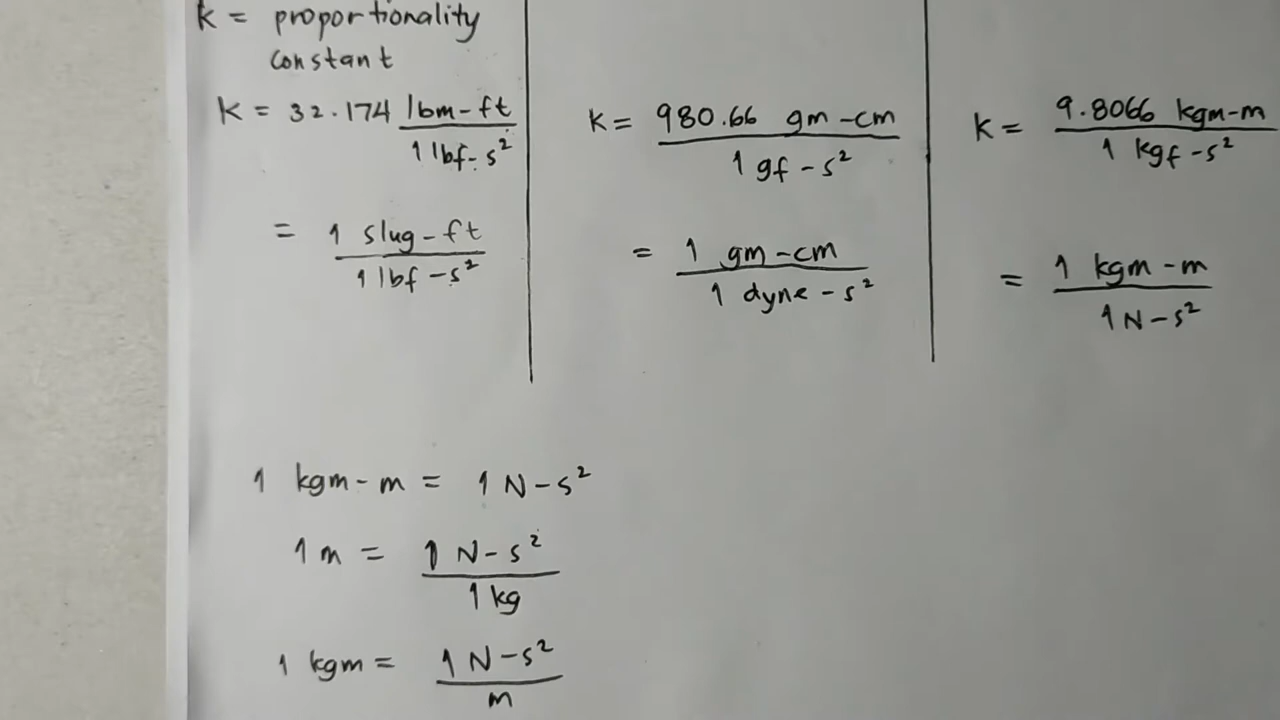 k = proportionality
constant
k = 32.174 lbm-ft
1 lbf-s²
= 1 slug-ft
1 lbf-s²
k = 980.66 gm-cm
1 gf-s²
= 1 gm-cm
1 dyne-s²
k = 9.8066 kgm-m
1 kgf-s²
= 1 kgm-m
1N-s²
1 kgm-m = 1 N-s²
1 m = 1 N-s²
1 kg
1 kgm = 1 N-s²
m